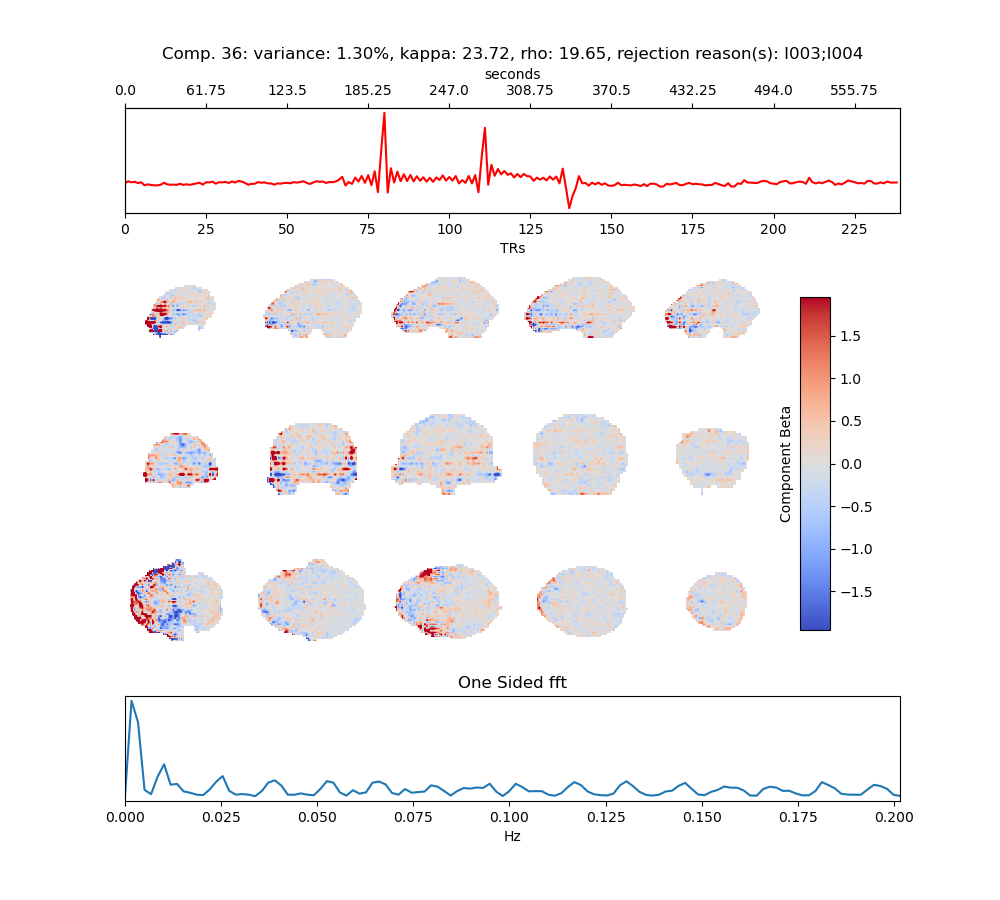 Comp. 36: variance: 1.30%, kappa: 23.72, rho: 19.65, rejection reason(s): I003;I004
seconds
0.0 61.75 123.5 185.25 247.0 308.75 370.5 432.25 494.0 555.75
0 25 50 75 100 125 150 175 200 225
TRs
1.5
1.0
0.5
0.0
−0.5
−1.0
−1.5
Component Beta
One Sided fft
0.000 0.025 0.050 0.075 0.100 0.125 0.150 0.175 0.200
Hz